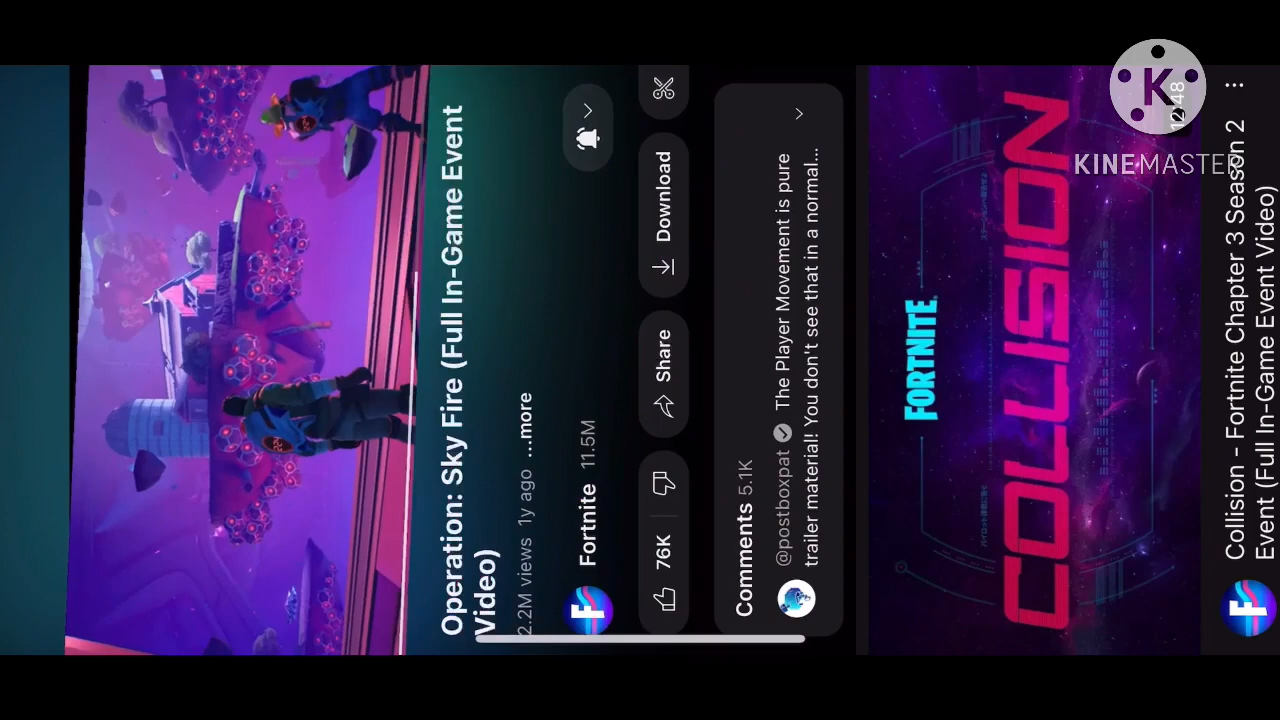 12:48
KINEMASTER
Operation: Sky Fire (Full In-Game Event
Video)
2.2M views 1y ago ...more
Fortnite 11.5M
76K
Share
Download
Comments 5.1K
@postboxpat The Player Movement is pure
trailer material! You don't see that in a normal...
FORTNITE
COLLISION
Collision - Fortnite Chapter 3 Season 2
Event (Full In-Game Event Video)